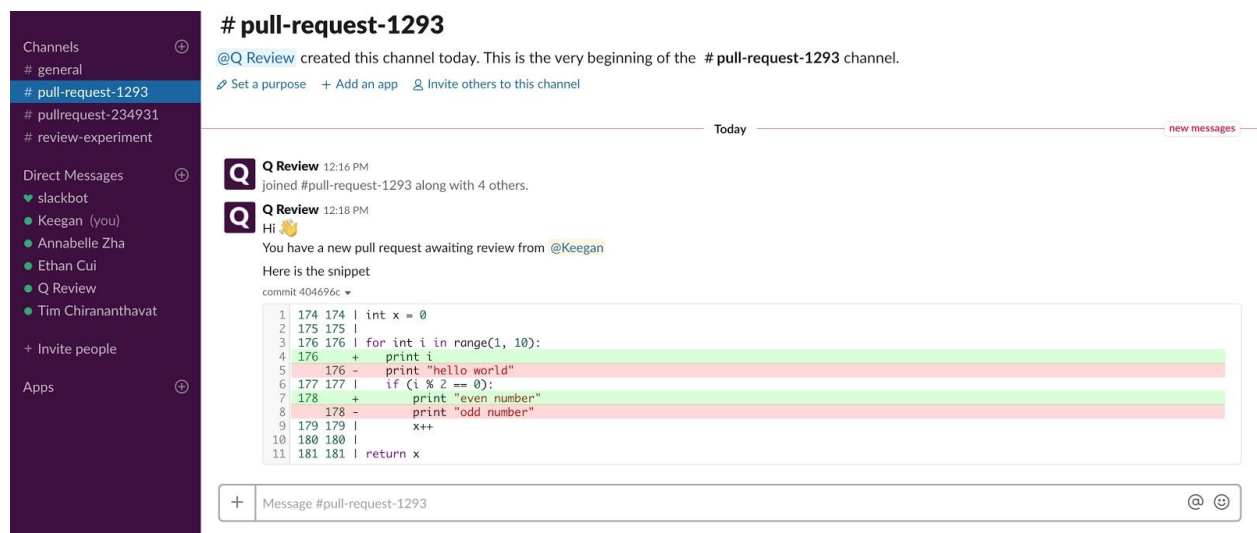 Channels
# general
# pull-request-1293
# pullrequest-234931
# review-experiment
Direct Messages
slackbot
Keegan (you)
Annabelle Zha
Ethan Cui
Q Review
Tim Chirananthavat
+ Invite people
Apps
# pull-request-1293
@Q Review created this channel today. This is the very beginning of the # pull-request-1293 channel.
Set a purpose + Add an app Invite others to this channel
Today new messages
Q Q Review 12:16 PM
joined #pull-request-1293 along with 4 others.
Q Q Review 12:18 PM
Hi 👋
You have a new pull request awaiting review from @Keegan
Here is the snippet
commit 404696c
1 174 174 | int x = 0
2 175 175 |
3 176 176 | for int i in range(1, 10):
4 176 + print i
5 176 - print "hello world"
6 177 177 | if (i % 2 == 0):
7 178 + print "even number"
8 178 - print "odd number"
9 179 179 | x++
10 180 180 |
11 181 181 | return x
+ Message #pull-request-1293 @